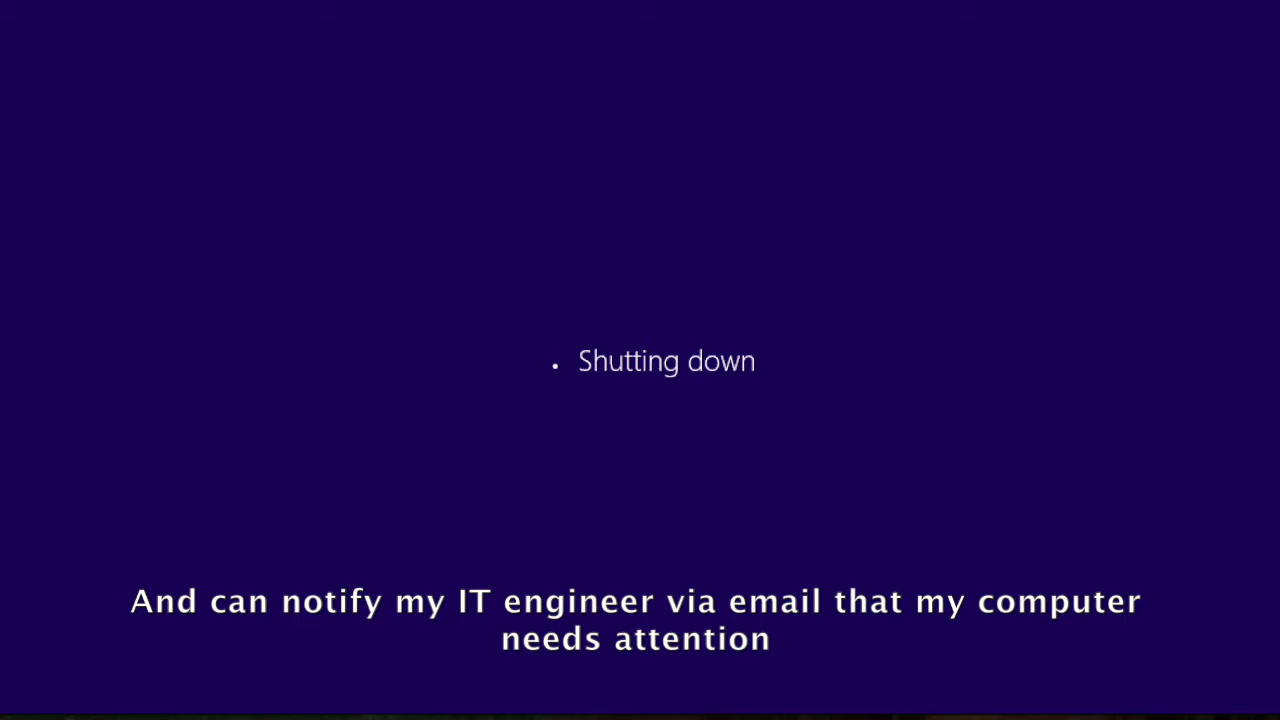 Shutting down
And can notify my IT engineer via email that my computer
needs attention